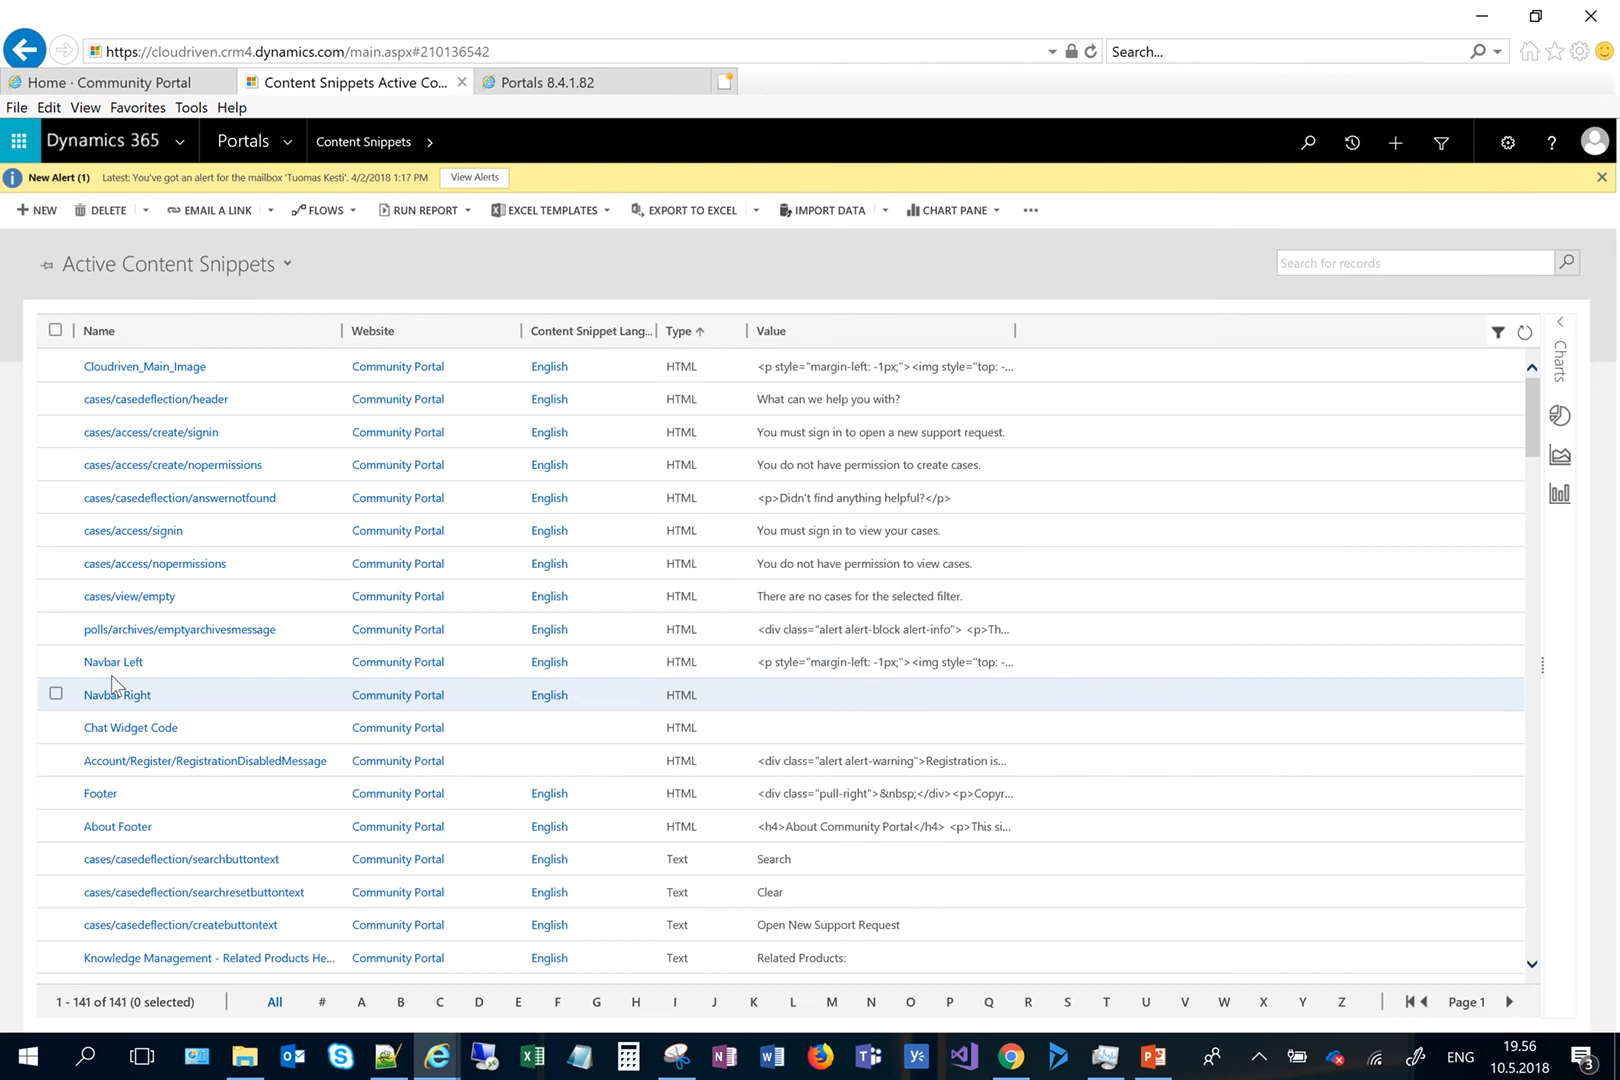 https://cloudriven.crm4.dynamics.com/main.aspx#210136542
Search...
Home · Community Portal
Content Snippets Active Co...
Portals 8.4.1.82
File Edit View Favorites Tools Help
Dynamics 365 Portals Content Snippets
New Alert (1) Latest: You've got an alert for the mailbox 'Tuomas Kesti'. 4/2/2018 1:17 PM View Alerts
NEW DELETE EMAIL A LINK FLOWS RUN REPORT EXCEL TEMPLATES EXPORT TO EXCEL IMPORT DATA CHART PANE
Active Content Snippets
Search for records
Name Website Content Snippet Lang... Type Value
Charts
Cloudriven_Main_Image Community Portal English HTML <p style="margin-left: -1px;"><img style="top: -...
cases/casedeflection/header Community Portal English HTML What can we help you with?
cases/access/create/signin Community Portal English HTML You must sign in to open a new support request.
cases/access/create/nopermissions Community Portal English HTML You do not have permission to create cases.
cases/casedeflection/answernotfound Community Portal English HTML <p>Didn't find anything helpful?</p>
cases/access/signin Community Portal English HTML You must sign in to view your cases.
cases/access/nopermissions Community Portal English HTML You do not have permission to view cases.
cases/view/empty Community Portal English HTML There are no cases for the selected filter.
polls/archives/emptyarchivesmessage Community Portal English HTML <div class="alert alert-block alert-info"> <p>Th...
Navbar Left Community Portal English HTML <p style="margin-left: -1px;"><img style="top: -...
Navbar Right Community Portal English HTML
Chat Widget Code Community Portal HTML
Account/Register/RegistrationDisabledMessage Community Portal HTML <div class="alert alert-warning">Registration is...
Footer Community Portal English HTML <div class="pull-right">&nbsp;</div><p>Copyr...
About Footer Community Portal English HTML <h4>About Community Portal</h4> <p>This si...
cases/casedeflection/searchbuttontext Community Portal English Text Search
cases/casedeflection/searchresetbuttontext Community Portal English Text Clear
cases/casedeflection/createbuttontext Community Portal English Text Open New Support Request
Knowledge Management - Related Products He... Community Portal English Text Related Products:
1 - 141 of 141 (0 selected) All # A B C D E F G H I J K L M N O P Q R S T U V W X Y Z Page 1
ENG
19.56
10.5.2018
3